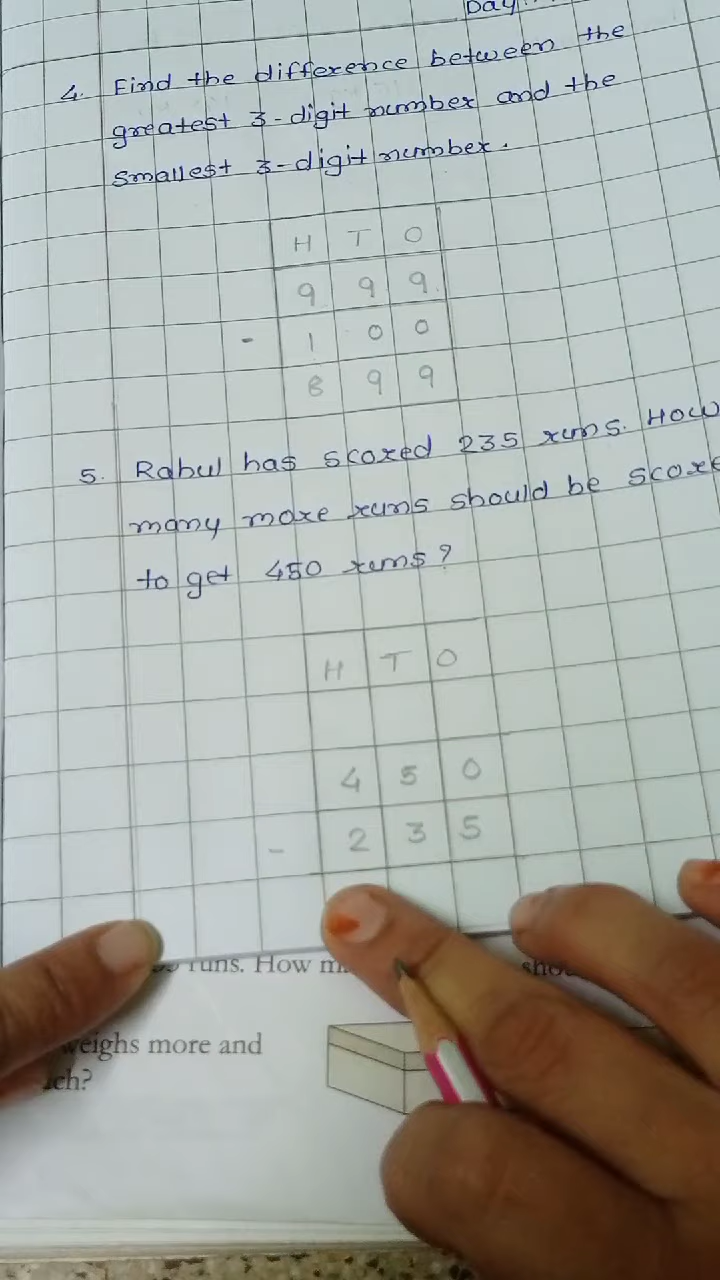 Day
4. Find the difference between the
greatest 3-digit number and the
smallest 3-digit number.
H T O
9 9 9
- 1 0 0
8 9 9
5. Rahul has scored 235 runs. How
many more runs should be score
to get 450 runs?
H T O
4 5 0
- 2 3 5
runs. How
weighs more and